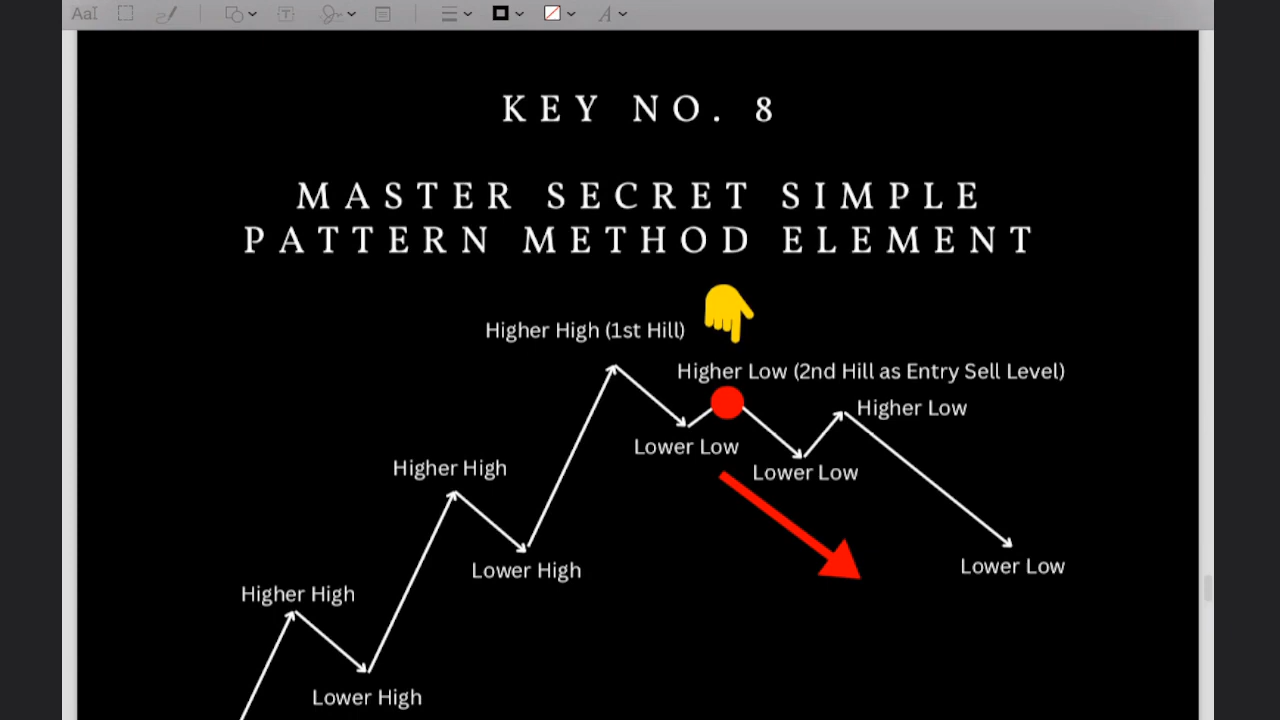 AaI
KEY NO. 8
MASTER SECRET SIMPLE
PATTERN METHOD ELEMENT
Higher High (1st Hill)
Higher Low (2nd Hill as Entry Sell Level)
Higher Low
Lower Low
Lower Low
Higher High
Lower High
Lower Low
Higher High
Lower High